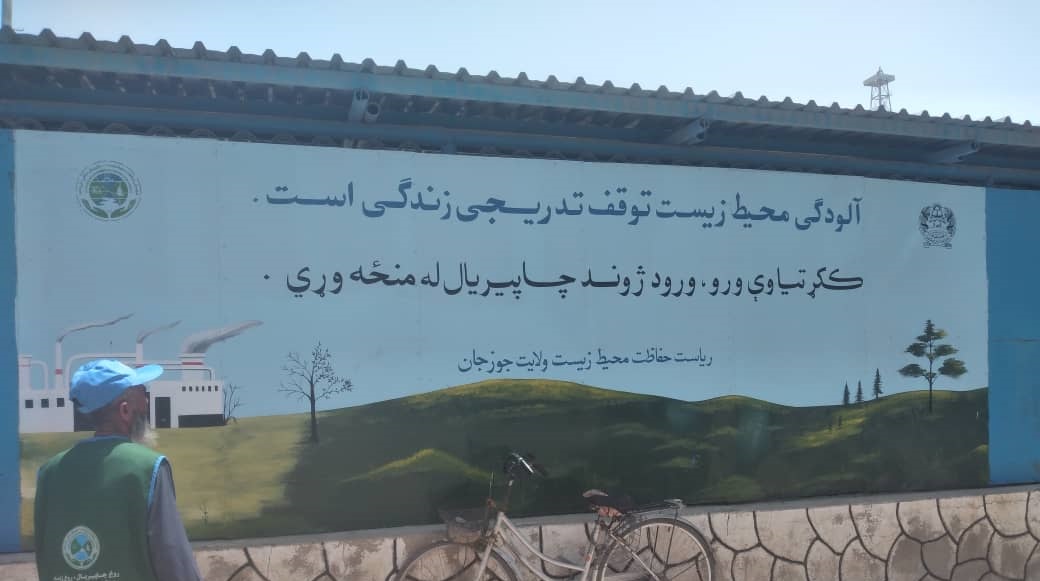 آلودگی محیط زیست توقف تدریجی زندگی است .
ککړتیاوې ورو، ورو د ژوند چاپیریال له منځه وړي .
ریاست حفاظت محیط زیست ولایت جوزجان